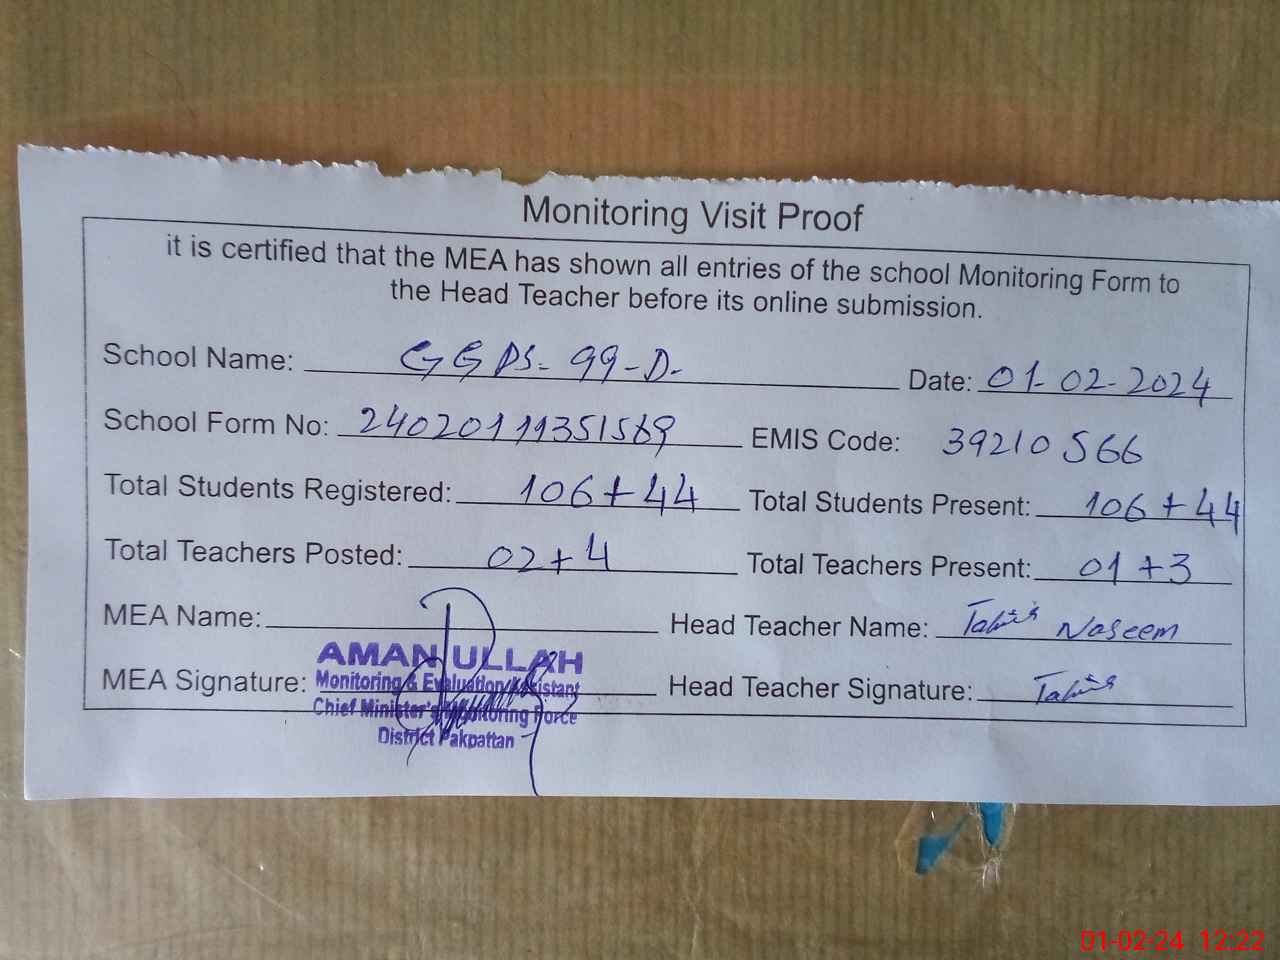 Monitoring Visit Proof
it is certified that the MEA has shown all entries of the school Monitoring Form to
the Head Teacher before its online submission.
School Name: GGPS- 99-D- Date: 01-02-2024
School Form No: 24020111351569 EMIS Code: 39210566
Total Students Registered: 106+44 Total Students Present: 106+44
Total Teachers Posted: 02+4 Total Teachers Present: 01+3
MEA Name: Head Teacher Name: Naseem
AMAN ULLAH
MEA Signature: Monitoring & Evaluation Assistant Head Teacher Signature:
Chief Minister's Monitoring Force
District Pakpattan
01-02-24 12:22